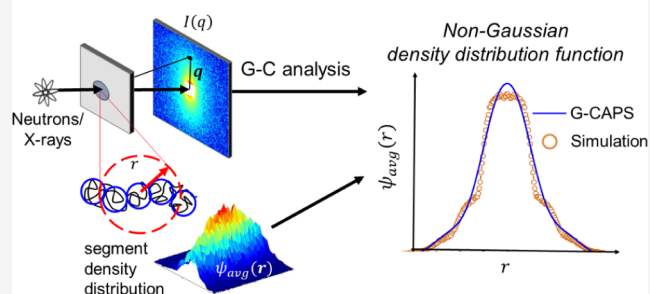 I(q)
q
Neutrons/
X-rays
G-C analysis
r
segment
density
distribution
ψavg(r)
Non-Gaussian
density distribution function
ψavg(r)
G-CAPS
Simulation
r